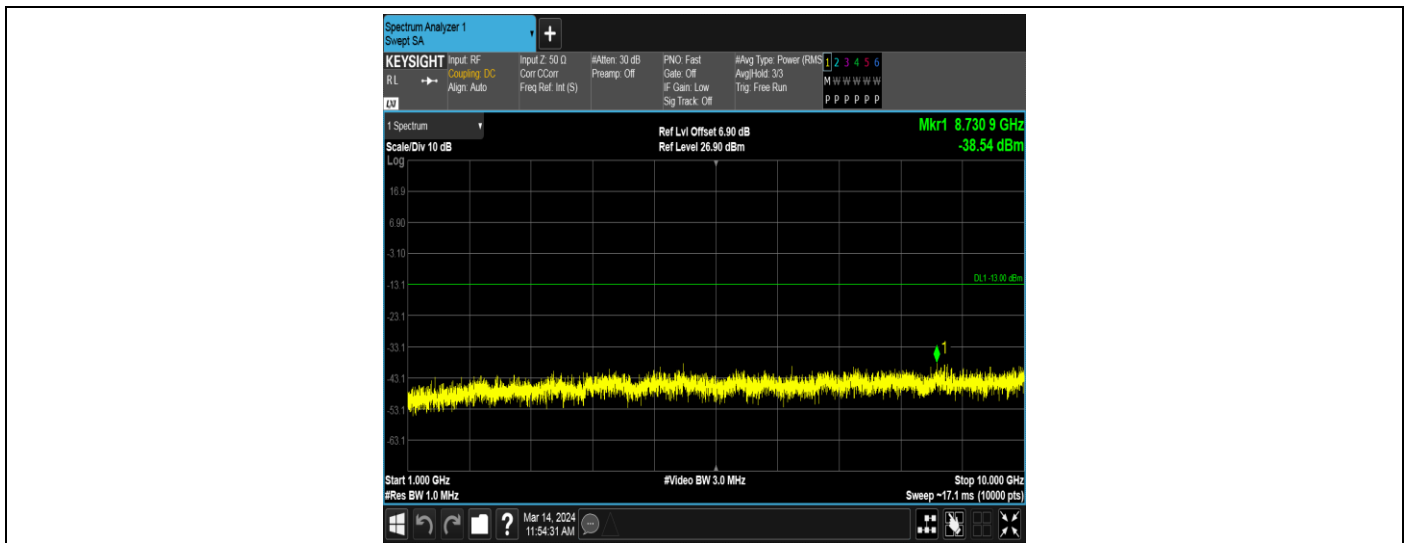 Spectrum Analyzer 1
Swept SA
+
KEYSIGHT
RL
LXI
Input: RF
Coupling: DC
Align: Auto
Input Z: 50 Ω
Corr CCorr
Freq Ref: Int (S)
#Atten: 30 dB
Preamp: Off
PNO: Fast
Gate: Off
IF Gain: Low
Sig Track: Off
#Avg Type: Power (RMS
Avg|Hold: 3/3
Trig: Free Run
1 2 3 4 5 6
M W W W W W
P P P P P P
1 Spectrum
Scale/Div 10 dB
Ref Lvl Offset 6.90 dB
Ref Level 26.90 dBm
Mkr1 8.730 9 GHz
-38.54 dBm
Log
16.9
6.90
-3.10
-13.1
DL1 -13.00 dBm
-23.1
-33.1
1
-43.1
-53.1
-63.1
Start 1.000 GHz
#Res BW 1.0 MHz
#Video BW 3.0 MHz
Stop 10.000 GHz
Sweep ~17.1 ms (10000 pts)
?
Mar 14, 2024
11:54:31 AM